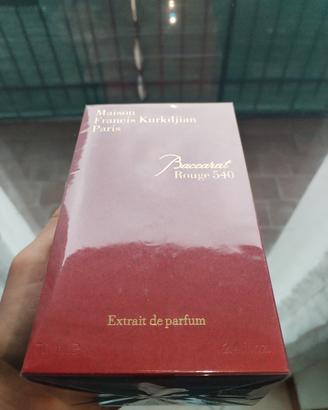 Maison
Francis Kurkdjian
Paris
Baccarat
Rouge 540
Extrait de parfum